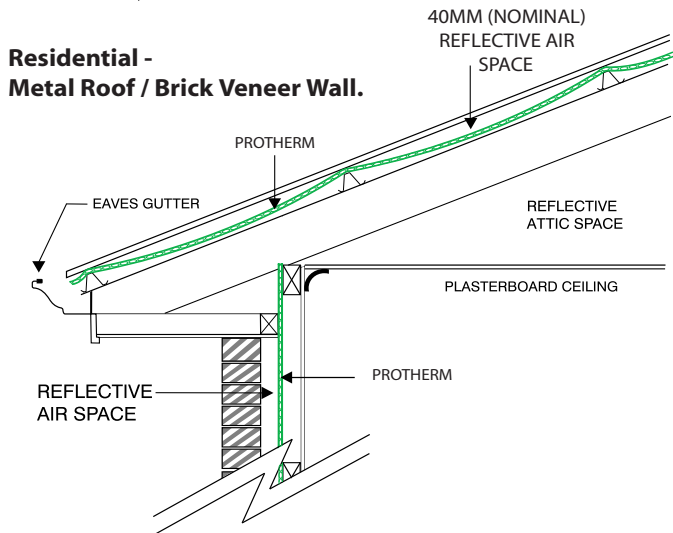 40MM (NOMINAL)
REFLECTIVE AIR
SPACE
Residential -
Metal Roof / Brick Veneer Wall.
PROTHERM
EAVES GUTTER
REFLECTIVE
ATTIC SPACE
PLASTERBOARD CEILING
PROTHERM
REFLECTIVE
AIR SPACE